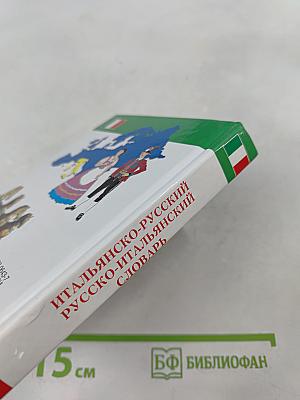 ИТАЛЬЯНСКО-РУССКИЙ
РУССКО-ИТАЛЬЯНСКИЙ
СЛОВАРЬ
15 см
БФ БИБЛИОФАН